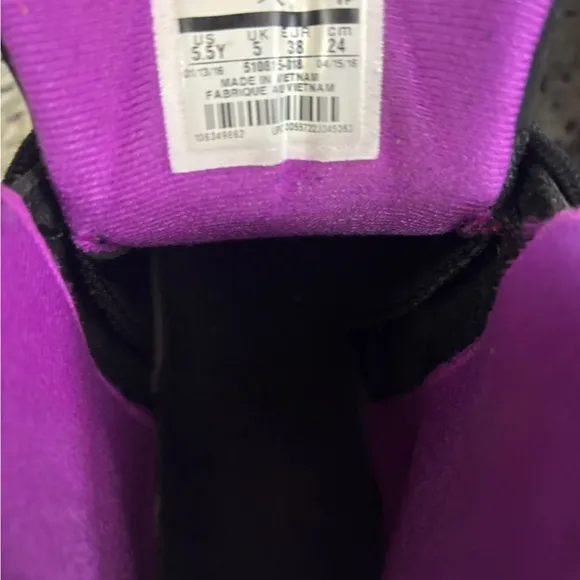 US UK EUR cm
5.5Y 5 38 24
01/13/16 510815-018 04/15/16
MADE IN VIETNAM
FABRIQUE AU VIETNAM
106349862